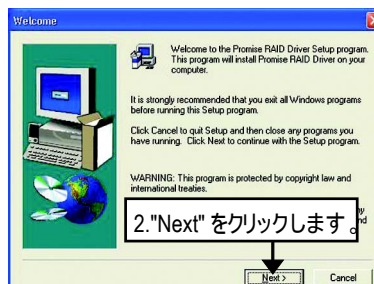 Welcome
Welcome to the Promise RAID Driver Setup program.
This program will install Promise RAID Driver on your
computer.
It is strongly recommended that you exit all Windows programs
before running this Setup program.
Click Cancel to quit Setup and then close any programs you
have running. Click Next to continue with the Setup program.
WARNING: This program is protected by copyright law and
international treaties.
2."Next" をクリックします。
Next >
Cancel